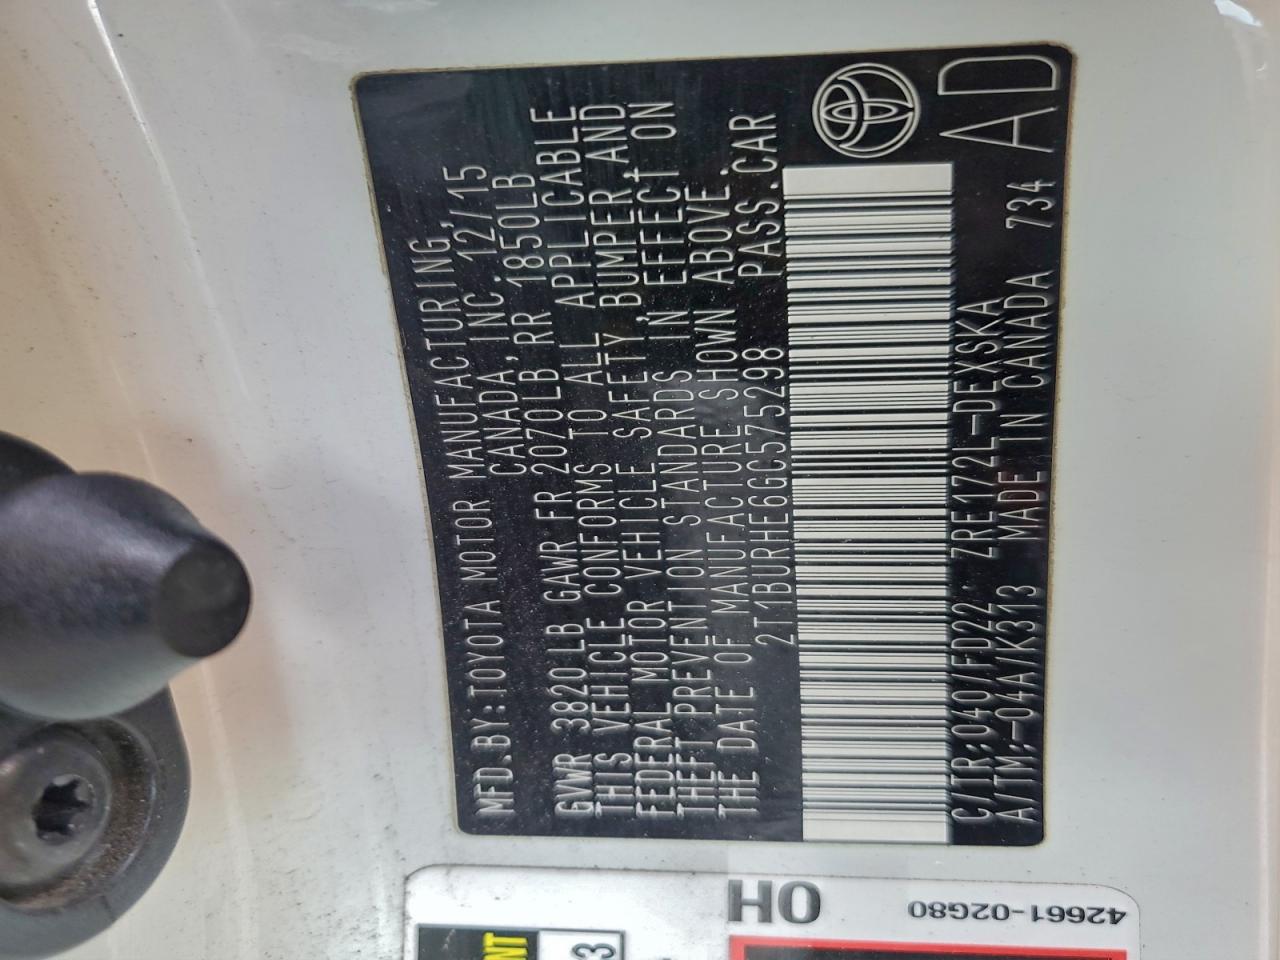 MFD.BY:TOYOTA MOTOR MANUFACTURING,
CANADA, INC. 12/15
GVWR 3820LB GAWR FR 2070LB RR 1850LB
THIS VEHICLE CONFORMS TO ALL APPLICABLE
FEDERAL MOTOR VEHICLE SAFETY,BUMPER,AND
THEFT PREVENTION STANDARDS IN EFFECT ON
THE DATE OF MANUFACTURE SHOWN ABOVE.
2T1BURHE6GC575298 PASS.CAR
C/TR:040/FD22 ZRE172L-DEXSKA
A/TM:-04A/K313 MADE IN CANADA 734
AD
OH
42661-02G80
NT
3